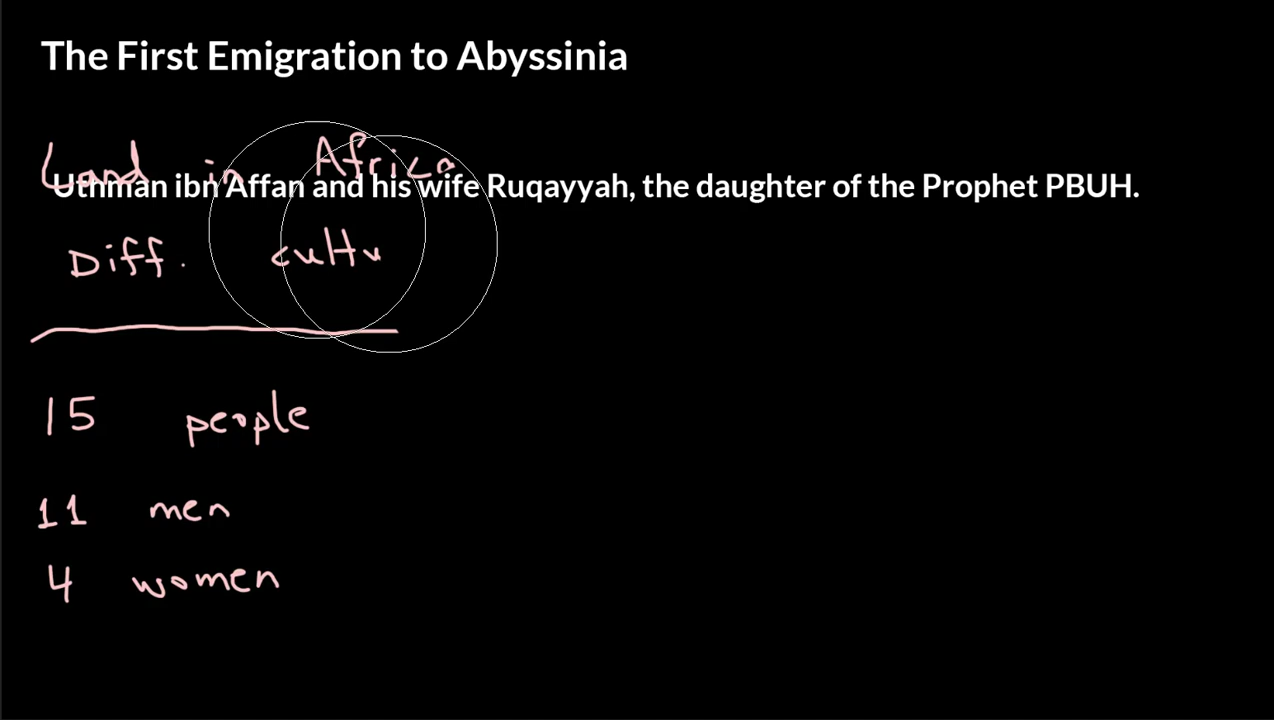 The First Emigration to Abyssinia
Land in Africa
Uthman ibn Affan and his wife Ruqayyah, the daughter of the Prophet PBUH.
Diff. cultu
15 people
11 men
4 women